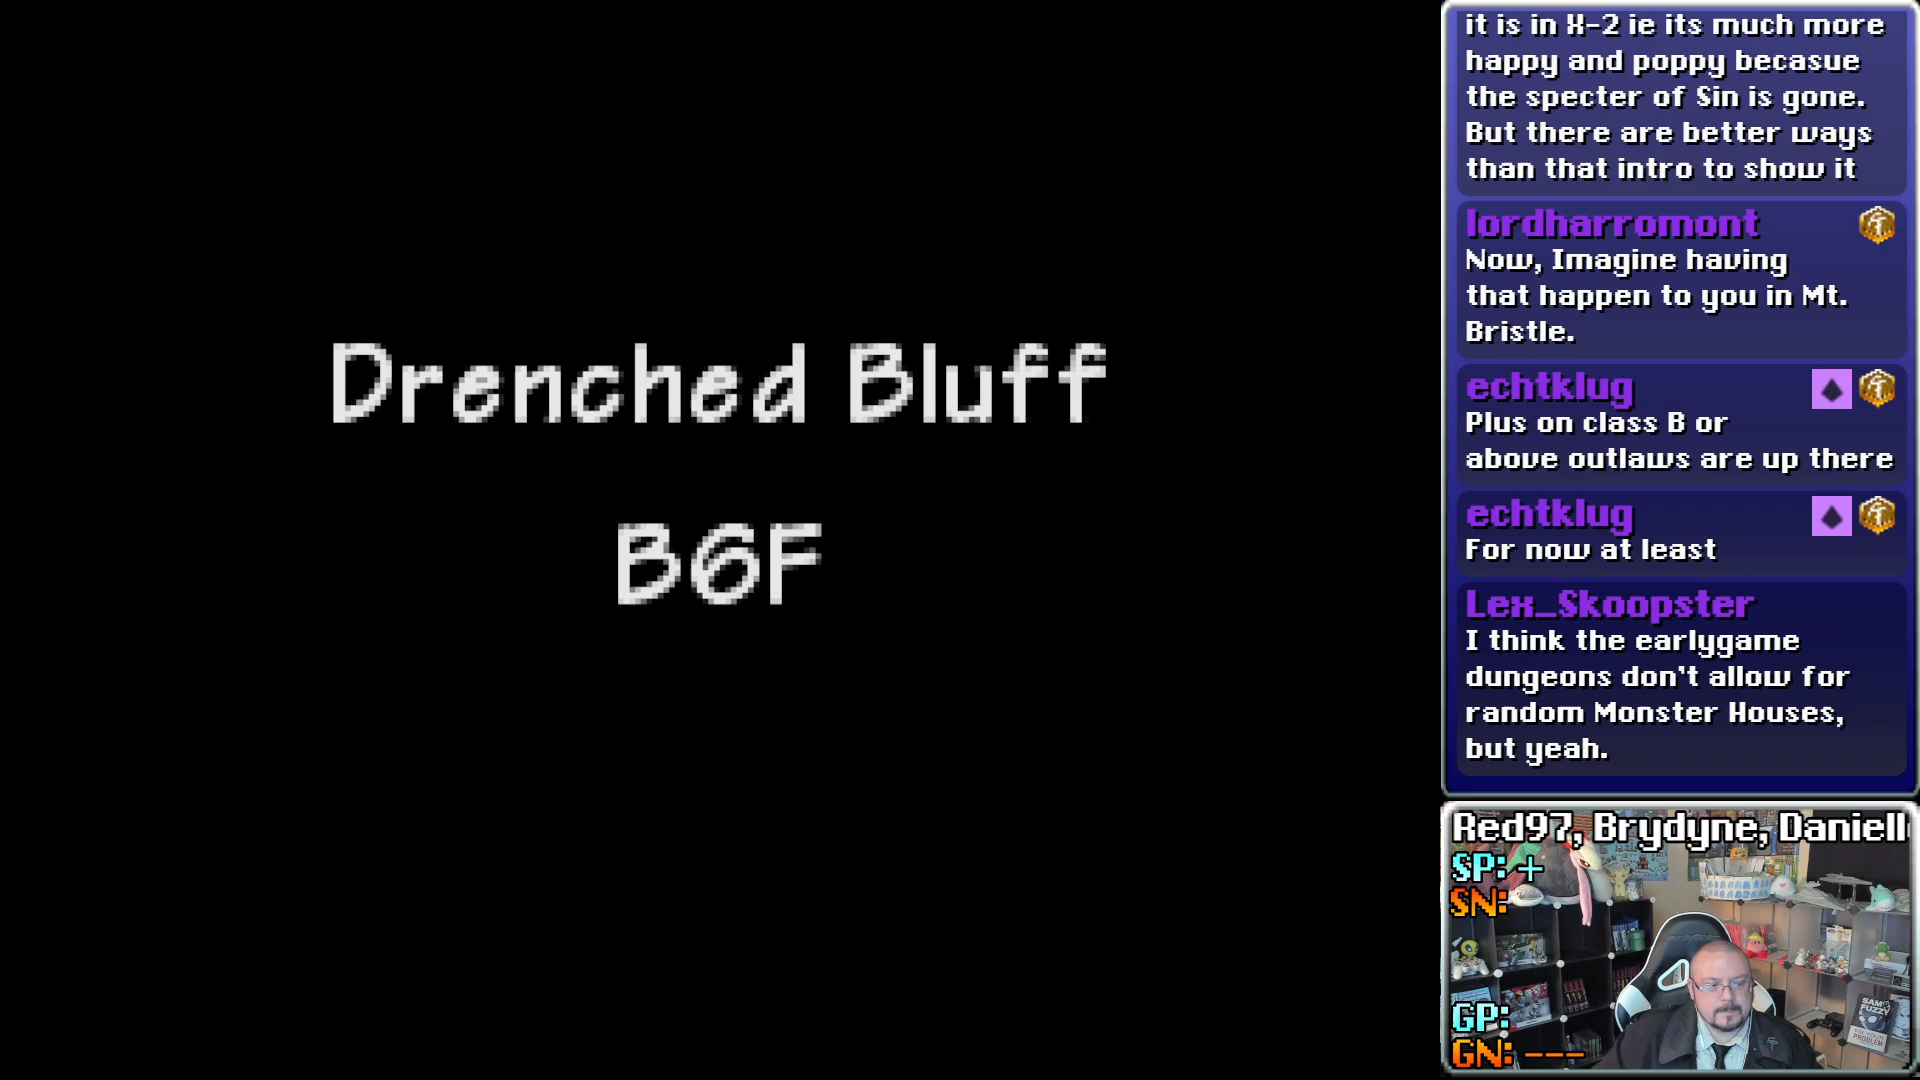 Drenched Bluff
B6F
it is in X-2 ie its much more
happy and poppy becasue
the specter of Sin is gone.
But there are better ways
than that intro to show it
lordharromont
Now, Imagine having
that happen to you in Mt.
Bristle.
echtklug
Plus on class B or
above outlaws are up there
echtklug
For now at least
Lex_Skoopster
I think the earlygame
dungeons don't allow for
random Monster Houses,
but yeah.
Red97, Brydyne, Daniell
SP: +
SN:
GP:
GN: ---
SAM
FUZZY
PROBLEM